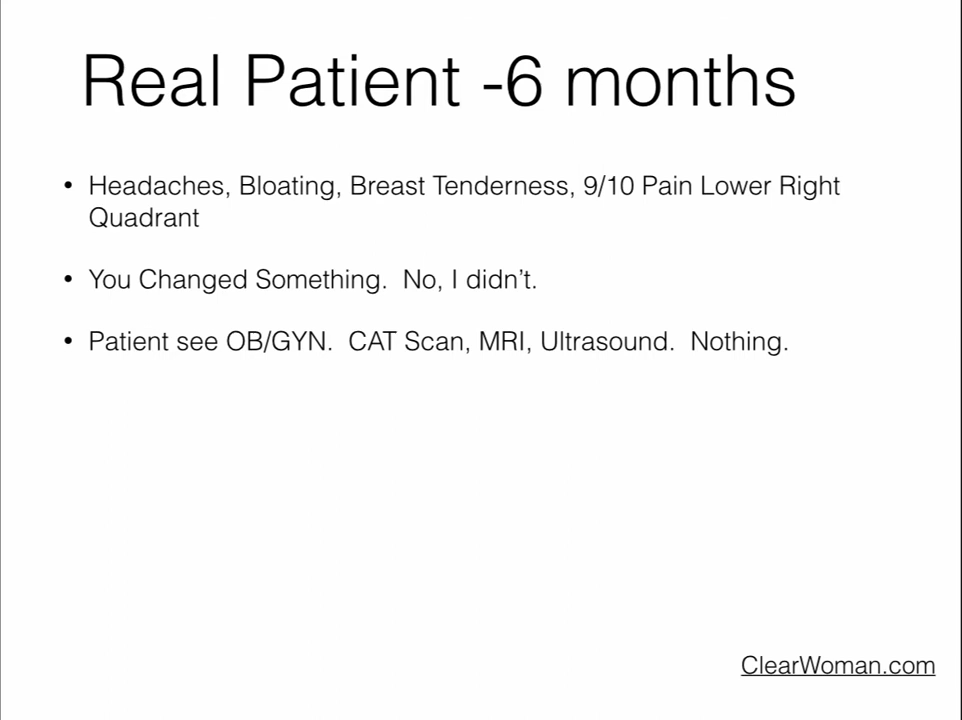 Real Patient -6 months
• Headaches, Bloating, Breast Tenderness, 9/10 Pain Lower Right
Quadrant
• You Changed Something.  No, I didn’t.
• Patient see OB/GYN.  CAT Scan, MRI, Ultrasound.  Nothing.
ClearWoman.com